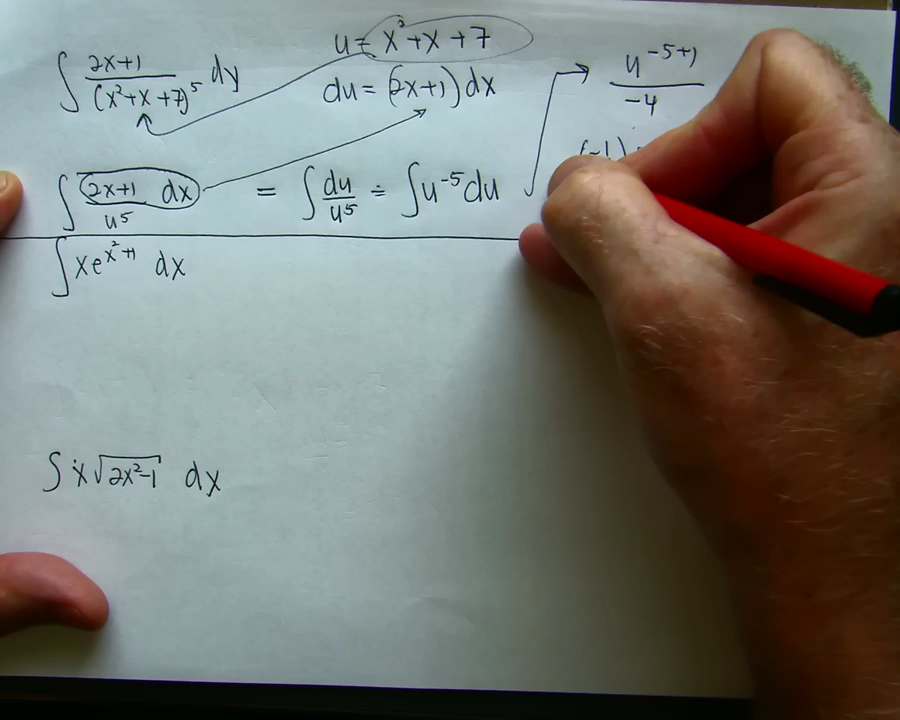 ∫ 2x+1 / (x²+x+7)⁵ dy
u = x²+x+7
du = (2x+1) dx
u⁻⁵⁺¹ / -4
(-1)
∫ (2x+1 dx) / u⁵ = ∫ du/u⁵ = ∫ u⁻⁵ du
∫ x e^(x²+1) dx
∫ x √(2x²-1) dx